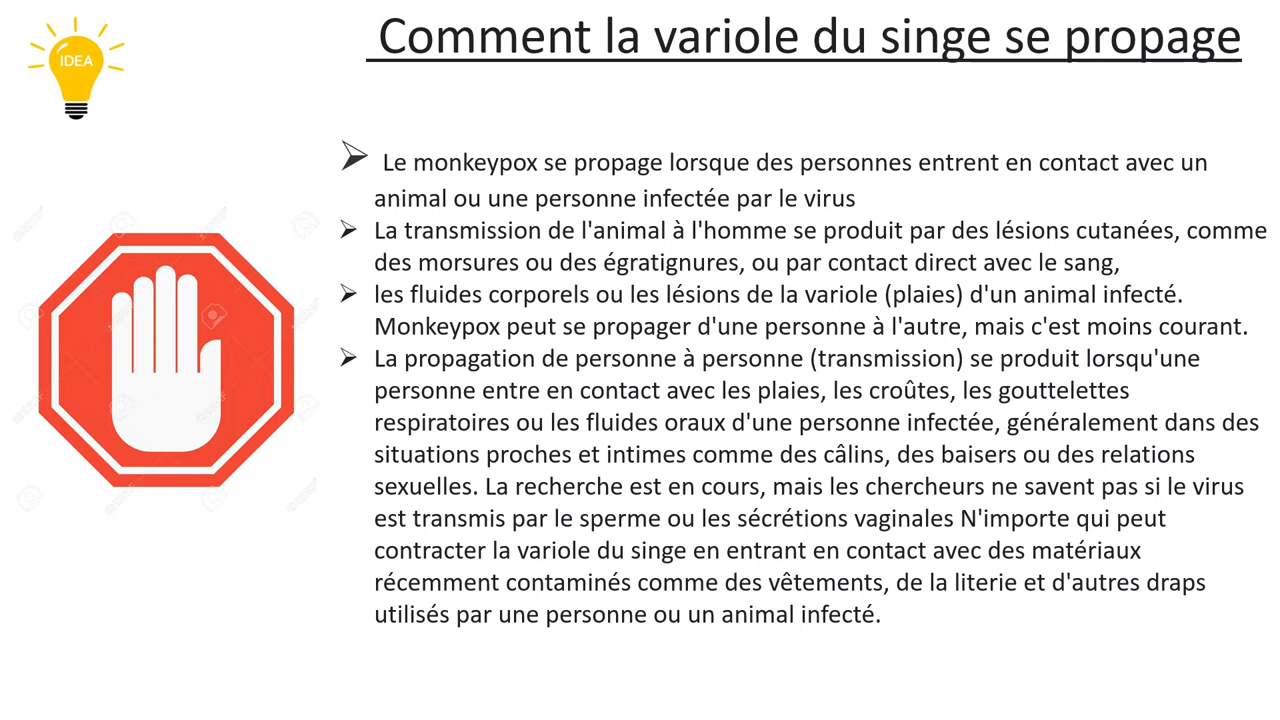 IDEA
Comment la variole du singe se propage
➢ Le monkeypox se propage lorsque des personnes entrent en contact avec un
animal ou une personne infectée par le virus
➢ La transmission de l'animal à l'homme se produit par des lésions cutanées, comme
des morsures ou des égratignures, ou par contact direct avec le sang,
➢ les fluides corporels ou les lésions de la variole (plaies) d'un animal infecté.
Monkeypox peut se propager d'une personne à l'autre, mais c'est moins courant.
➢ La propagation de personne à personne (transmission) se produit lorsqu'une
personne entre en contact avec les plaies, les croûtes, les gouttelettes
respiratoires ou les fluides oraux d'une personne infectée, généralement dans des
situations proches et intimes comme des câlins, des baisers ou des relations
sexuelles. La recherche est en cours, mais les chercheurs ne savent pas si le virus
est transmis par le sperme ou les sécrétions vaginales N'importe qui peut
contracter la variole du singe en entrant en contact avec des matériaux
récemment contaminés comme des vêtements, de la literie et d'autres draps
utilisés par une personne ou un animal infecté.